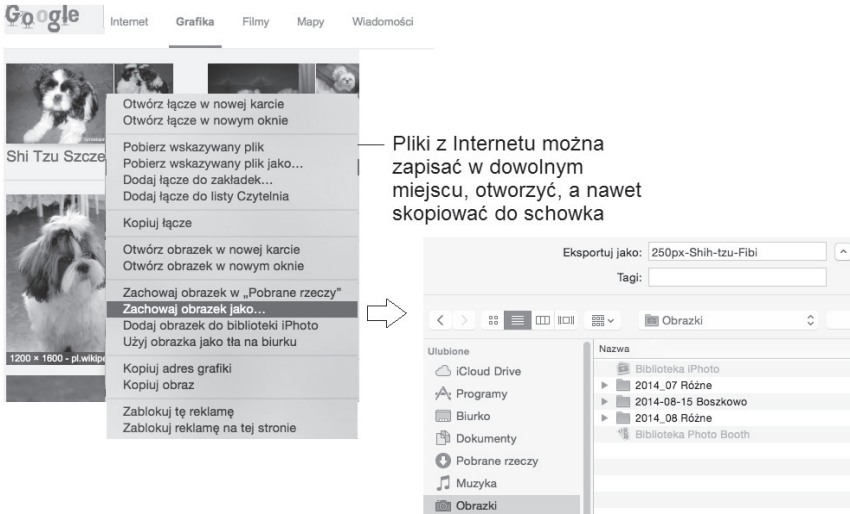 Google
Internet Grafika Filmy Mapy Wiadomości
Shi Tzu Szcze
1200 × 1600 - pl.wikipe
Otwórz łącze w nowej karcie
Otwórz łącze w nowym oknie
Pobierz wskazywany plik
Pobierz wskazywany plik jako...
Dodaj łącze do zakładek...
Dodaj łącze do listy Czytelnia
Kopiuj łącze
Otwórz obrazek w nowej karcie
Otwórz obrazek w nowym oknie
Zachowaj obrazek w „Pobrane rzeczy”
Zachowaj obrazek jako...
Dodaj obrazek do biblioteki iPhoto
Użyj obrazka jako tła na biurku
Kopiuj adres grafiki
Kopiuj obraz
Zablokuj tę reklamę
Zablokuj reklamę na tej stronie
Pliki z Internetu można
zapisać w dowolnym
miejscu, otworzyć, a nawet
skopiować do schowka
Eksportuj jako: 250px-Shih-tzu-Fibi
Tagi:
Obrazki
Ulubione
iCloud Drive
Programy
Biurko
Dokumenty
Pobrane rzeczy
Muzyka
Obrazki
Nazwa
Biblioteka iPhoto
2014_07 Różne
2014-08-15 Boszkowo
2014_08 Różne
Biblioteka Photo Booth